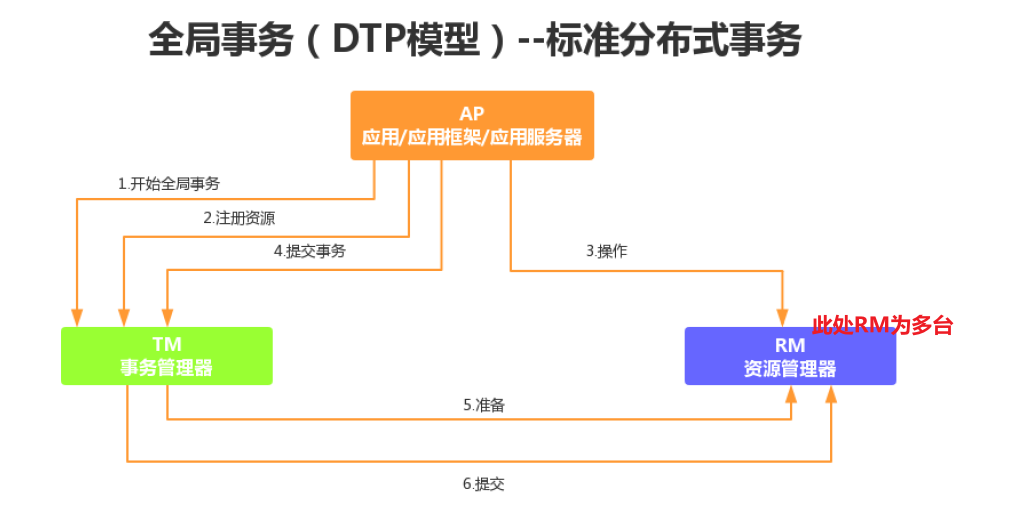 全局事务（DTP模型）--标准分布式事务
AP
应用/应用框架/应用服务器
1.开始全局事务
2.注册资源
4.提交事务
3.操作
此处RM为多台
TM
事务管理器
RM
资源管理器
5.准备
6.提交